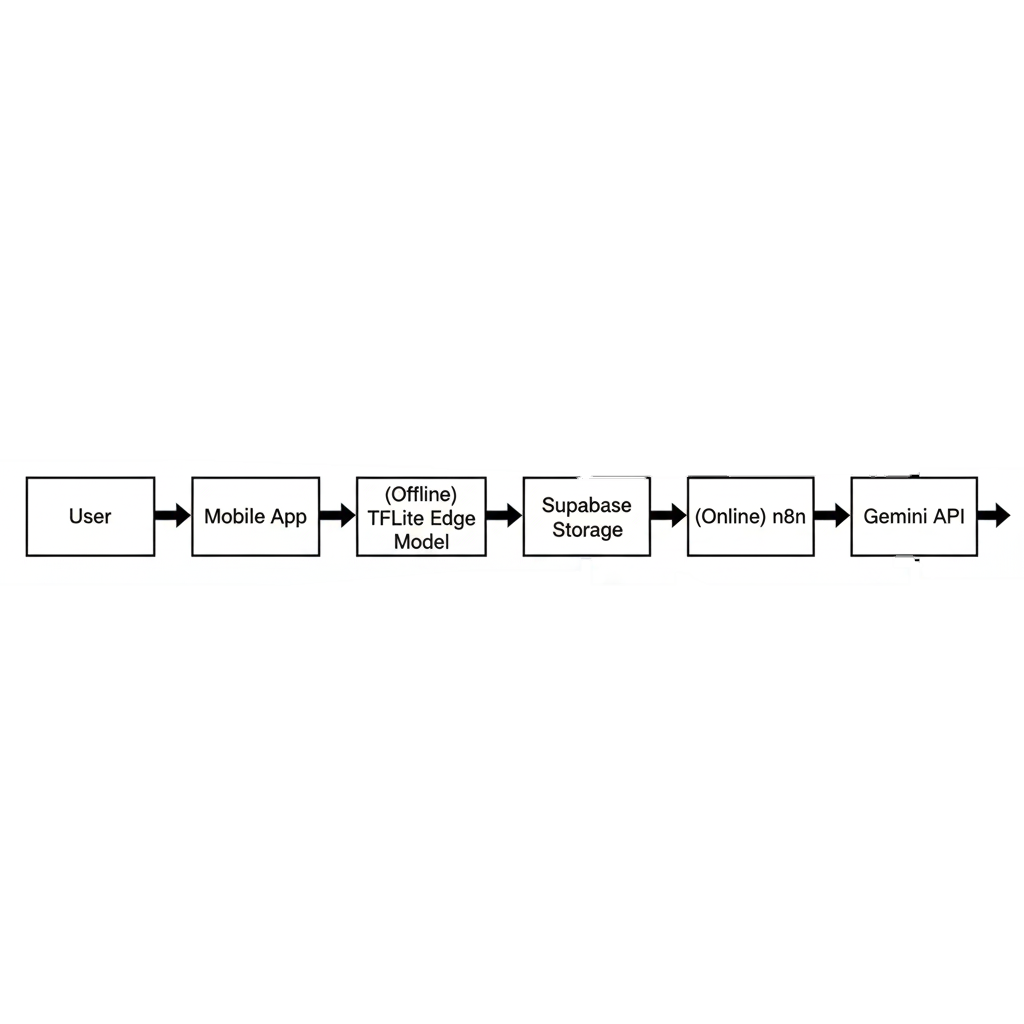 User
Mobile App
(Offline)
TFLite Edge
Model
Supabase
Storage
(Online) n8n
Gemini API